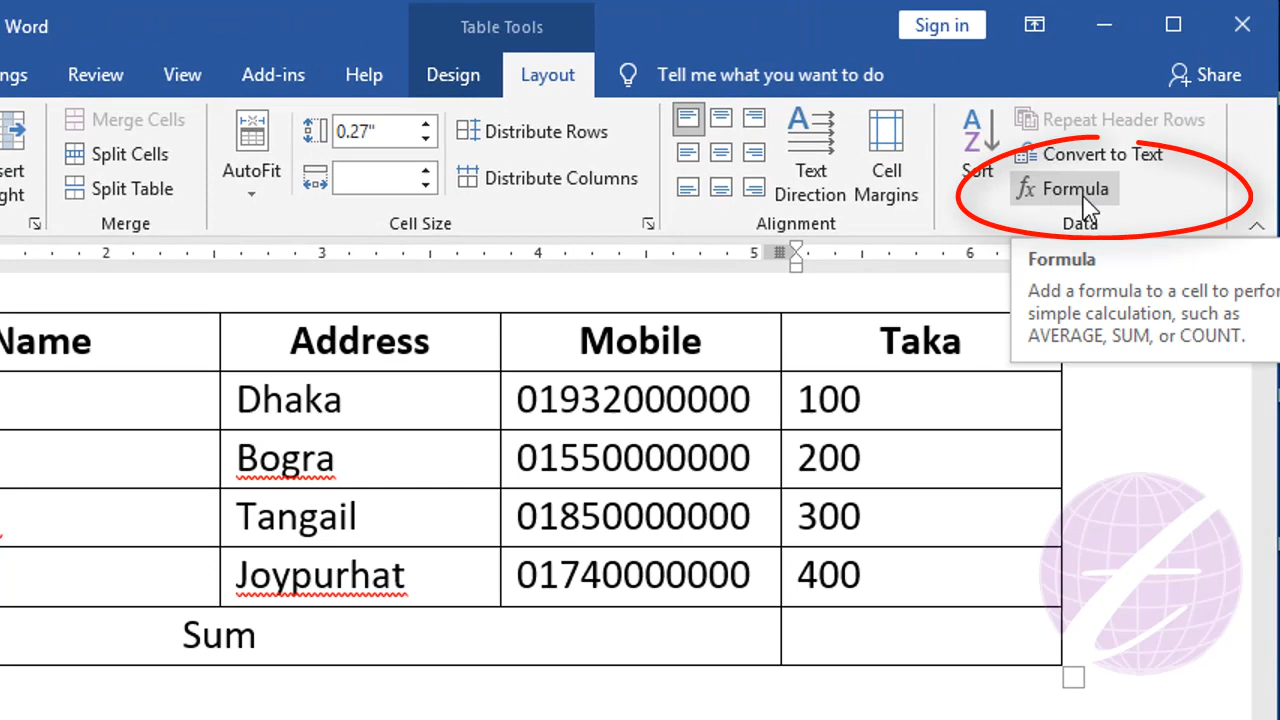 Word
Table Tools
Sign in
ngs
Review
View
Add-ins
Help
Design
Layout
Tell me what you want to do
Share
sert
ght
Merge Cells
Split Cells
Split Table
Merge
AutoFit
0.27"
Distribute Rows
Distribute Columns
Cell Size
Text
Direction
Cell
Margins
Alignment
A
Z
Sort
Repeat Header Rows
Convert to Text
fx Formula
Data
2
4
5
6
Formula
Add a formula to a cell to perfor
simple calculation, such as
AVERAGE, SUM, or COUNT.
Name Address Mobile Taka
Dhaka 01932000000 100
Bogra 01550000000 200
Tangail 01850000000 300
Joypurhat 01740000000 400
Sum